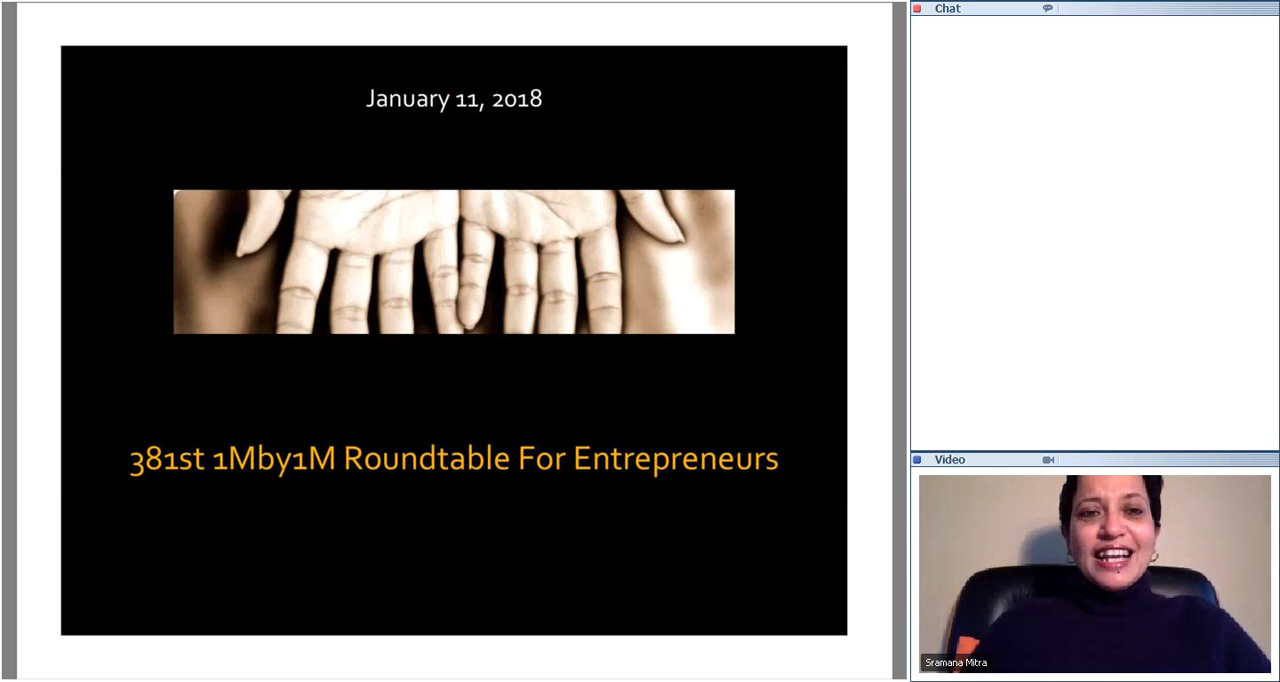 January 11, 2018
381st 1Mby1M Roundtable For Entrepreneurs
Chat
Video
Sramana Mitra